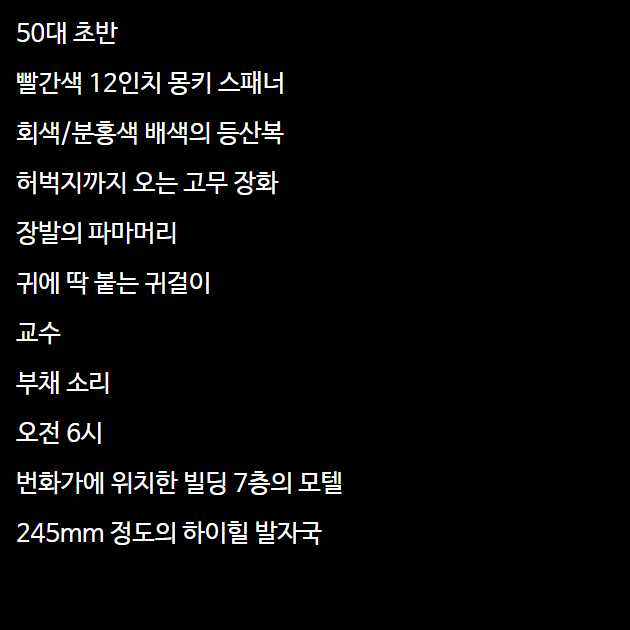 50대 초반
빨간색 12인치 몽키 스패너
회색/분홍색 배색의 등산복
허벅지까지 오는 고무 장화
장발의 파마머리
귀에 딱 붙는 귀걸이
교수
부채 소리
오전 6시
번화가에 위치한 빌딩 7층의 모텔
245mm 정도의 하이힐 발자국